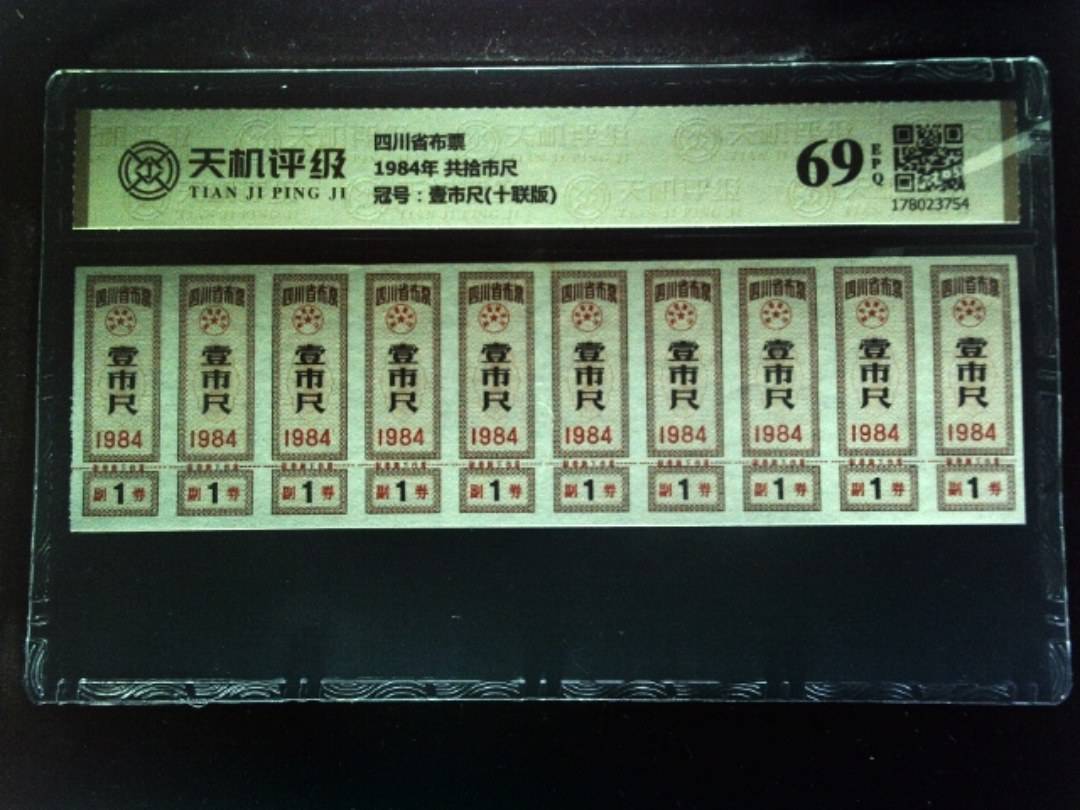 天机评级
TIAN JI PING JI
四川省布票
1984年 共拾市尺
冠号：壹市尺(十联版)
69
EPQ
178023754
四川省布票 四川省布票 四川省布票 四川省布票 四川省布票 四川省布票 四川省布票 四川省布票 四川省布票 四川省布票
壹市尺 壹市尺 壹市尺 壹市尺 壹市尺 壹市尺 壹市尺 壹市尺 壹市尺 壹市尺
1984 1984 1984 1984 1984 1984 1984 1984 1984 1984
副1券 副1券 副1券 副1券 副1券 副1券 副1券 副1券 副1券 副1券